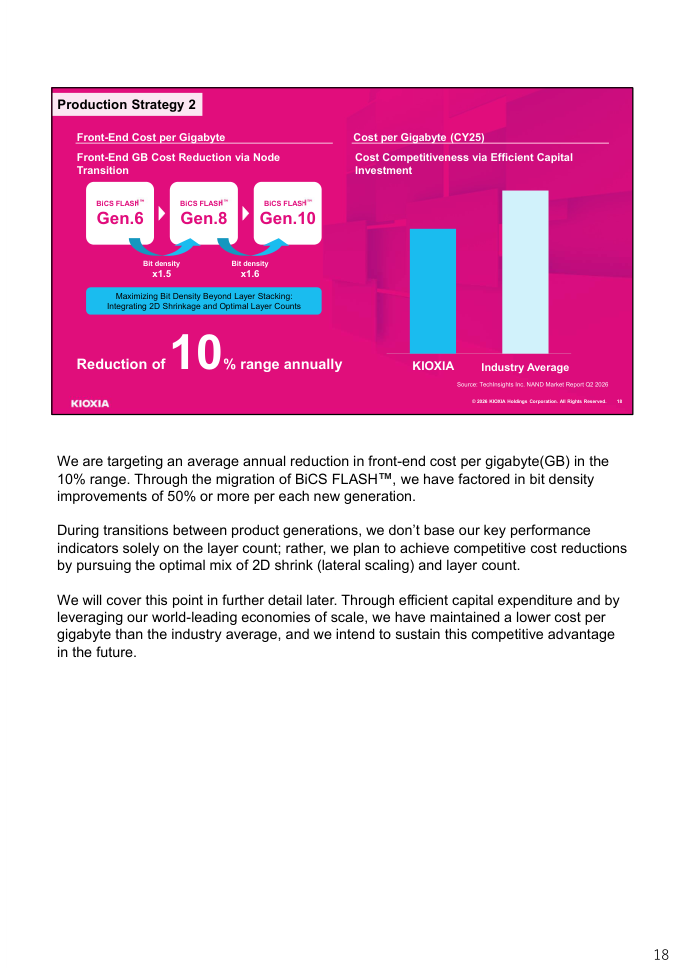 Production Strategy 2
Front-End Cost per Gigabyte
Front-End GB Cost Reduction via Node
Transition
BiCS FLASH™
Gen.6
BiCS FLASH™
Gen.8
BiCS FLASH™
Gen.10
Bit density
x1.5
Bit density
x1.6
Maximizing Bit Density Beyond Layer Stacking:
Integrating 2D Shrinkage and Optimal Layer Counts
Reduction of 10% range annually
Cost per Gigabyte (CY25)
Cost Competitiveness via Efficient Capital
Investment
KIOXIA
Industry Average
Source: TechInsights Inc. NAND Market Report Q2 2026
KIOXIA
© 2026 KIOXIA Holdings Corporation. All Rights Reserved.
We are targeting an average annual reduction in front-end cost per gigabyte(GB) in the
10% range. Through the migration of BiCS FLASH™, we have factored in bit density
improvements of 50% or more per each new generation.
During transitions between product generations, we don’t base our key performance
indicators solely on the layer count; rather, we plan to achieve competitive cost reductions
by pursuing the optimal mix of 2D shrink (lateral scaling) and layer count.
We will cover this point in further detail later. Through efficient capital expenditure and by
leveraging our world-leading economies of scale, we have maintained a lower cost per
gigabyte than the industry average, and we intend to sustain this competitive advantage
in the future.
18